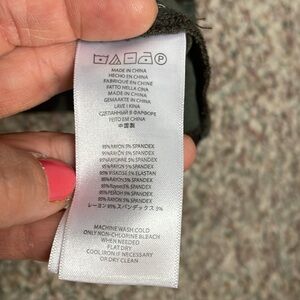 MADE IN CHINA
HECHO EN CHINA
FABRIQUÉ EN CHINE
FATTO NELLA CINA
MADE IN CHINA
GEMAAKTE IN CHINA
LAVE I KINA
СДЕЛАННЫЙ В ФАРФОРЕ
FEITO EM CHINA
中国製
95%RAYON 5% SPANDEX
95%RAYÓN 5% SPANDEX
95%RAYONNE 5% SPANDEX
95%RAYON 5% SPANDEX
95% VISKOSE 5% ELASTAN
95%RAYON 5% SPANDEX
95%RAYON 5% SPANDEX
95%RAYON 5% SPANDEX
レーヨン 95% スパンデックス 5%
MACHINE WASH COLD
ONLY NON-CHLORINE BLEACH
WHEN NEEDED
FLAT DRY
COOL IRON IF NECESSARY
OR DRY CLEAN